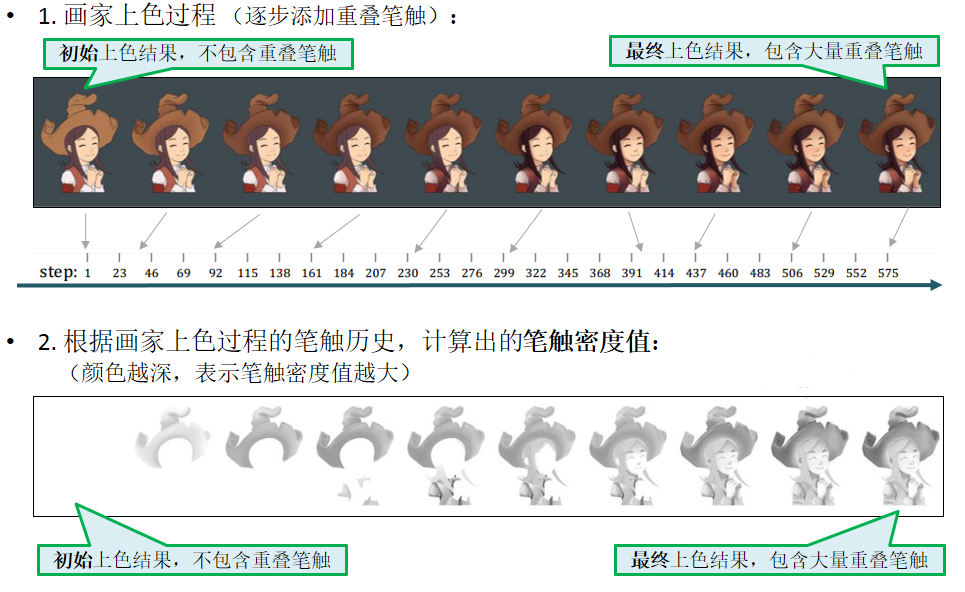 • 1. 画家上色过程（逐步添加重叠笔触）：
初始上色结果，不包含重叠笔触
最终上色结果，包含大量重叠笔触
step: 1 23 46 69 92 115 138 161 184 207 230 253 276 299 322 345 368 391 414 437 460 483 506 529 552 575
• 2. 根据画家上色过程的笔触历史，计算出的笔触密度值：
（颜色越深，表示笔触密度值越大）
初始上色结果，不包含重叠笔触
最终上色结果，包含大量重叠笔触